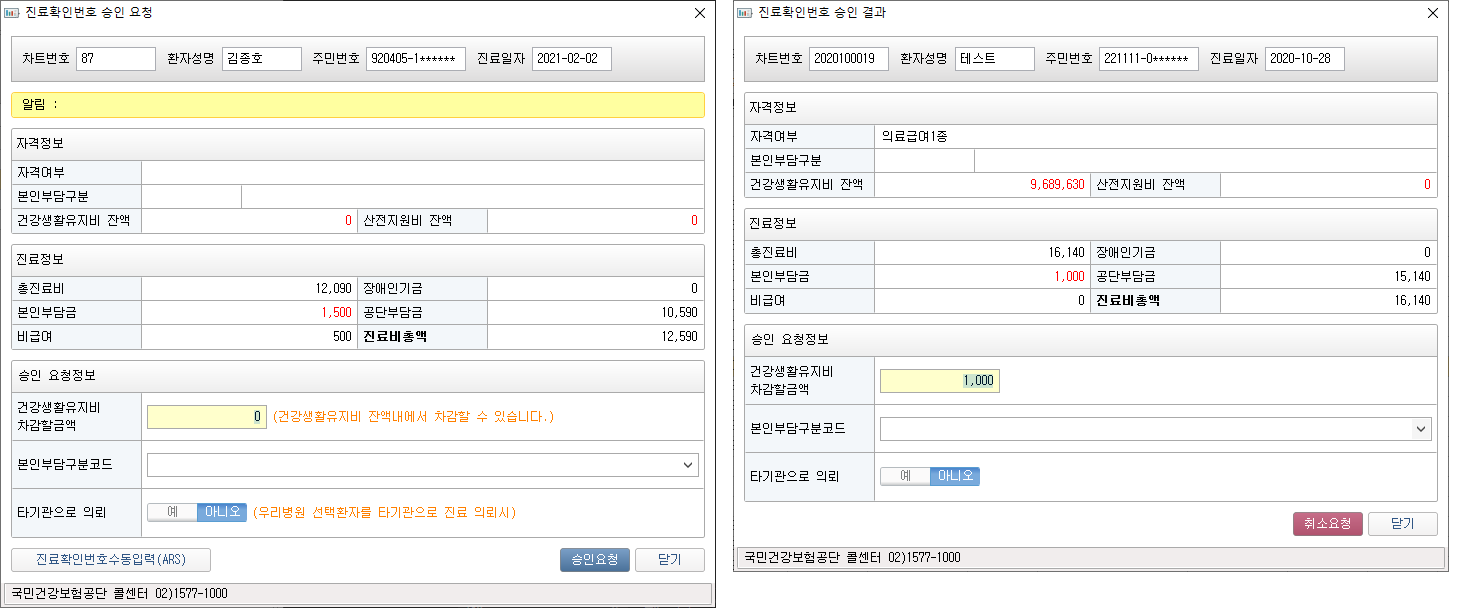 진료확인번호 승인 요청
차트번호 87 환자성명 김종호 주민번호 920405-1****** 진료일자 2021-02-02
알림 :
자격정보
자격여부
본인부담구분
건강생활유지비 잔액 0 산전지원비 잔액 0
진료정보
총진료비 12,090 장애인기금 0
본인부담금 1,500 공단부담금 10,590
비급여 500 진료비총액 12,590
승인 요청정보
건강생활유지비
차감할금액 0 (건강생활유지비 잔액내에서 차감할 수 있습니다.)
본인부담구분코드
타기관으로 의뢰 예 아니오 (우리병원 선택환자를 타기관으로 진료 의뢰시)
진료확인번호수동입력(ARS) 승인요청 닫기
국민건강보험공단 콜센터 02)1577-1000
진료확인번호 승인 결과
차트번호 2020100019 환자성명 테스트 주민번호 221111-0****** 진료일자 2020-10-28
자격정보
자격여부 의료급여1종
본인부담구분
건강생활유지비 잔액 9,689,630 산전지원비 잔액 0
진료정보
총진료비 16,140 장애인기금 0
본인부담금 1,000 공단부담금 15,140
비급여 0 진료비총액 16,140
승인 요청정보
건강생활유지비
차감할금액 1,000
본인부담구분코드
타기관으로 의뢰 예 아니오
취소요청 닫기
국민건강보험공단 콜센터 02)1577-1000